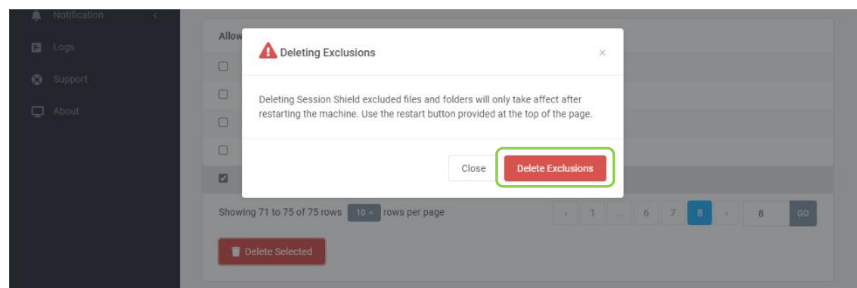 Notification
Logs
Support
About
Allow
Deleting Exclusions
Deleting Session Shield excluded files and folders will only take affect after
restarting the machine. Use the restart button provided at the top of the page.
Close
Delete Exclusions
Showing 71 to 75 of 75 rows 10 rows per page
‹ 1 ... 6 7 8 › 8 GO
Delete Selected